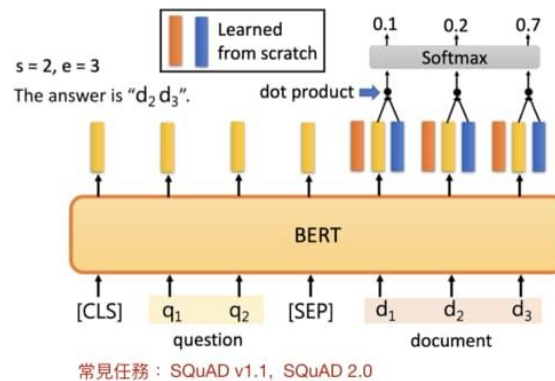 Learned
from scratch
0.1 0.2 0.7
Softmax
s = 2, e = 3
The answer is “d2 d3”.
dot product
BERT
[CLS] q1 q2 [SEP] d1 d2 d3
question document
常見任務： SQuAD v1.1, SQuAD 2.0